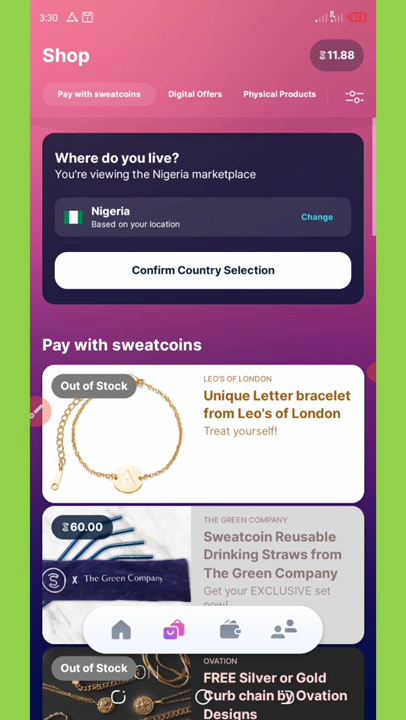 3:30
Shop
11.88
Pay with sweatcoins
Digital Offers
Physical Products
Where do you live?
You're viewing the Nigeria marketplace
Nigeria
Based on your location
Change
Confirm Country Selection
Pay with sweatcoins
Out of Stock
LEO'S OF LONDON
Unique Letter bracelet
from Leo's of London
Treat yourself!
A
60.00
X The Green Company
THE GREEN COMPANY
Sweatcoin Reusable
Drinking Straws from
The Green Company
Get your EXCLUSIVE set
now!
Out of Stock
OVATION
FREE Silver or Gold
Curb chain by Ovation
Designs